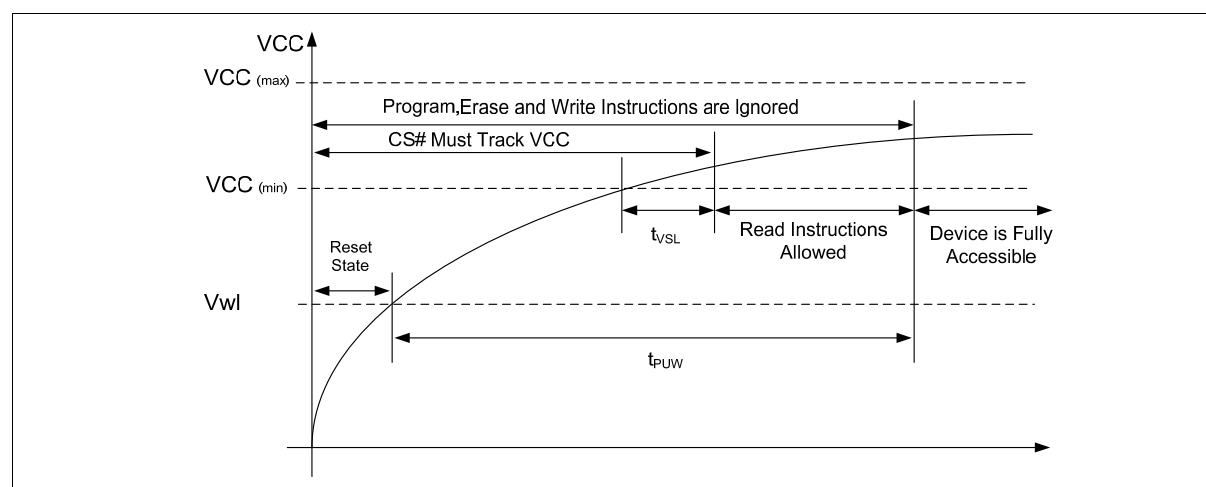 VCC
VCC (max)
Program,Erase and Write Instructions are Ignored
CS# Must Track VCC
VCC (min)
tVSL
Read Instructions
Allowed
Device is Fully
Accessible
Reset
State
Vwl
tPUW